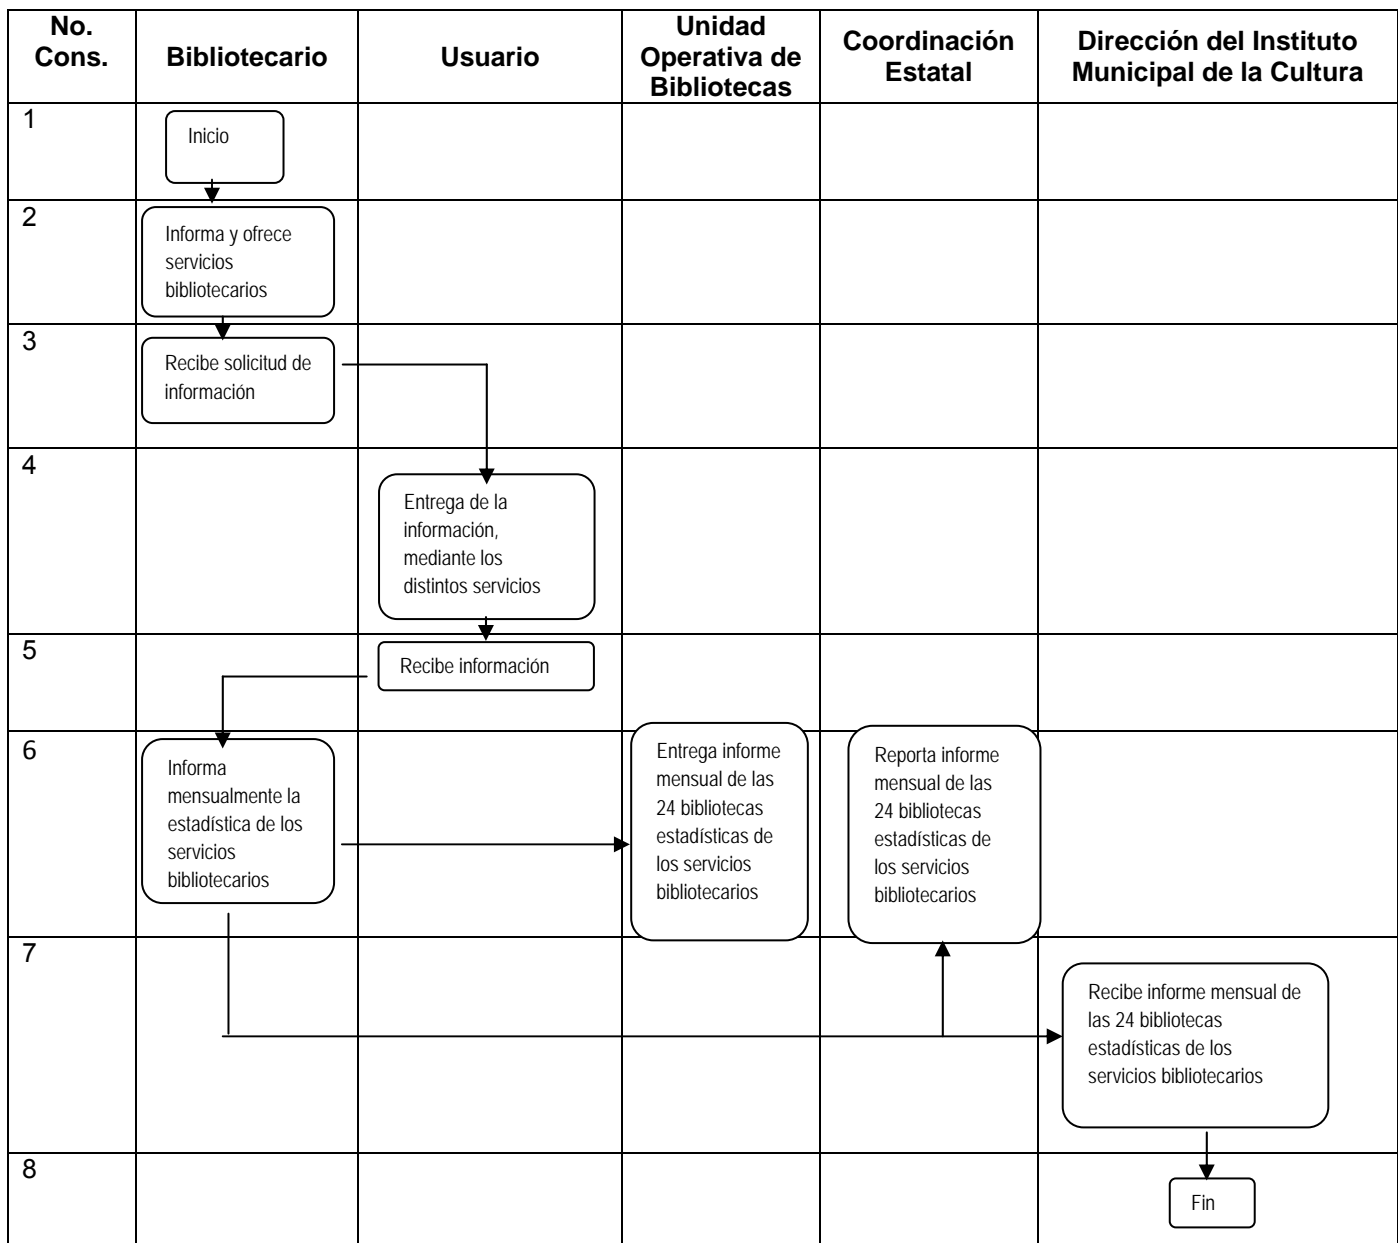 No.
Cons.
Bibliotecario
Usuario
Unidad
Operativa de
Bibliotecas
Coordinación
Estatal
Dirección del Instituto
Municipal de la Cultura
1
Inicio
2
Informa y ofrece
servicios
bibliotecarios
3
Recibe solicitud de
información
4
Entrega de la
información,
mediante los
distintos servicios
5
Recibe información
6
Informa
mensualmente la
estadística de los
servicios
bibliotecarios
Entrega informe
mensual de las
24 bibliotecas
estadísticas de
los servicios
bibliotecarios
Reporta informe
mensual de las
24 bibliotecas
estadísticas de
los servicios
bibliotecarios
7
Recibe informe mensual de
las 24 bibliotecas
estadísticas de los
servicios bibliotecarios
8
Fin